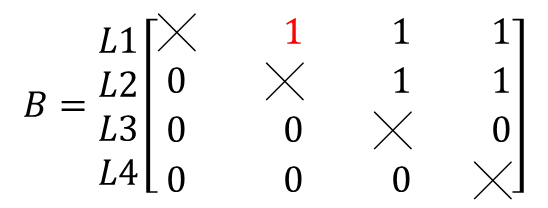 L1 × 1 1 1
L2 0 × 1 1
B = L3 0 0 × 0
L4 0 0 0 ×